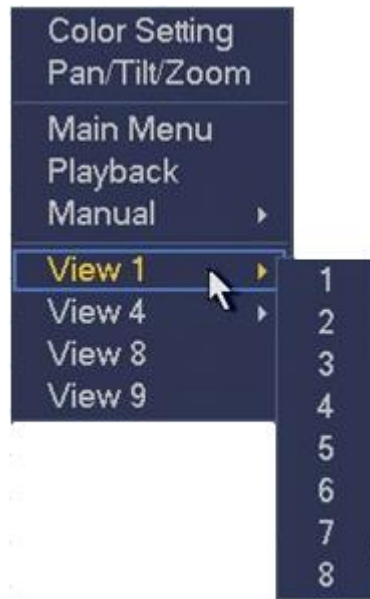 Color Setting
Pan/Tilt/Zoom
Main Menu
Playback
Manual
View 1
View 4
View 8
View 9
1
2
3
4
5
6
7
8